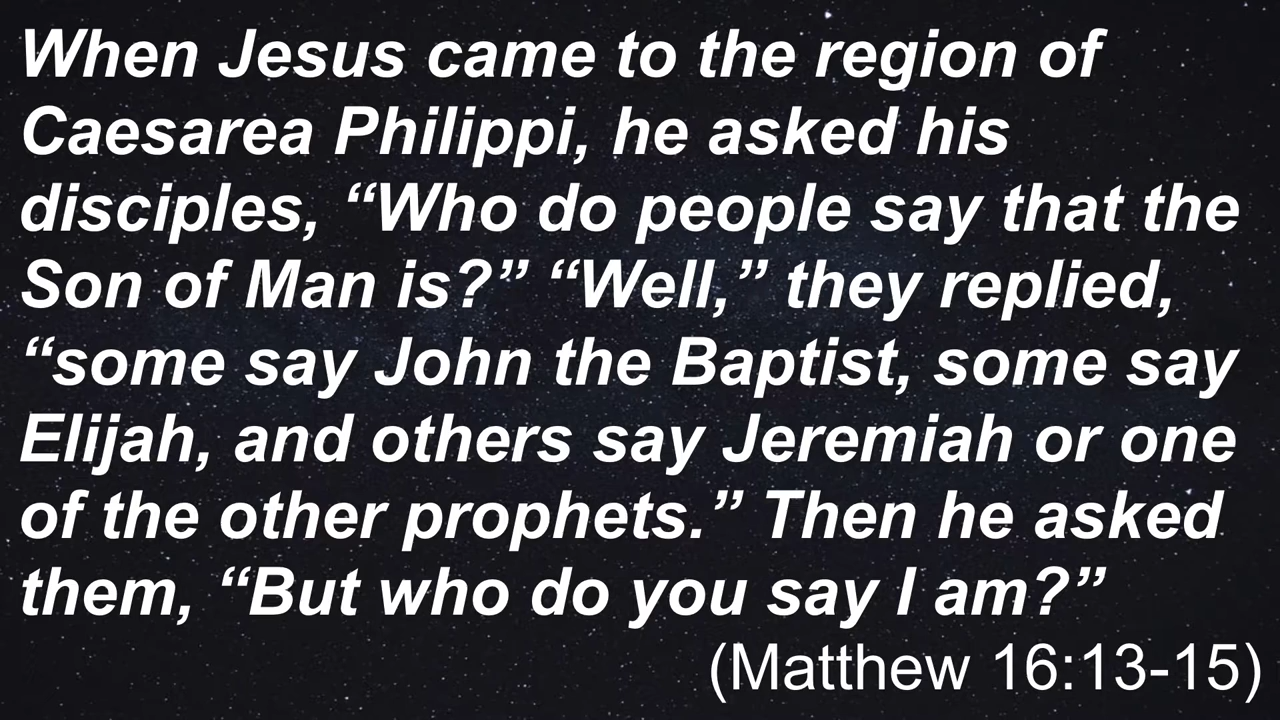 When Jesus came to the region of
Caesarea Philippi, he asked his
disciples, “Who do people say that the
Son of Man is?” “Well,” they replied,
“some say John the Baptist, some say
Elijah, and others say Jeremiah or one
of the other prophets.” Then he asked
them, “But who do you say I am?”
(Matthew 16:13-15)